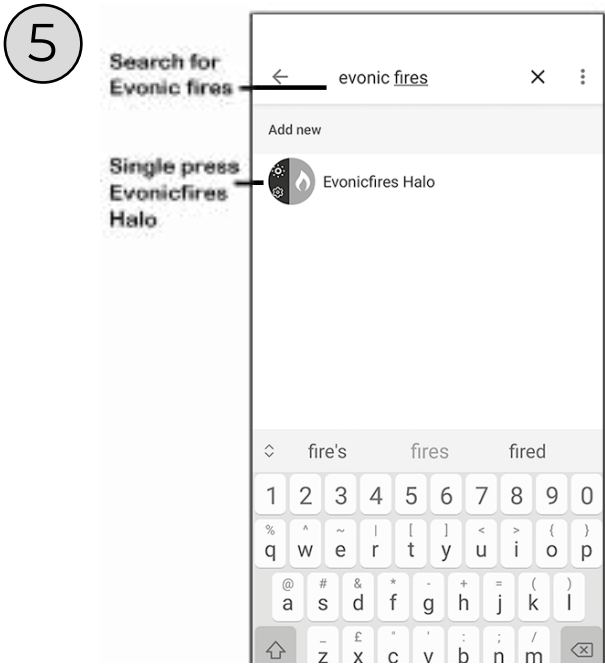 5
Search for
Evonic fires
evonic fires
Add new
Single press
Evonicfires
Halo
Evonicfires Halo
fire's fires fired
1 2 3 4 5 6 7 8 9 0
% ^ ~ | [ ] < > { }
q w e r t y u i o p
@ # & * - + = ( )
a s d f g h j k l
_ £ " ' : ; /
z x c v b n m